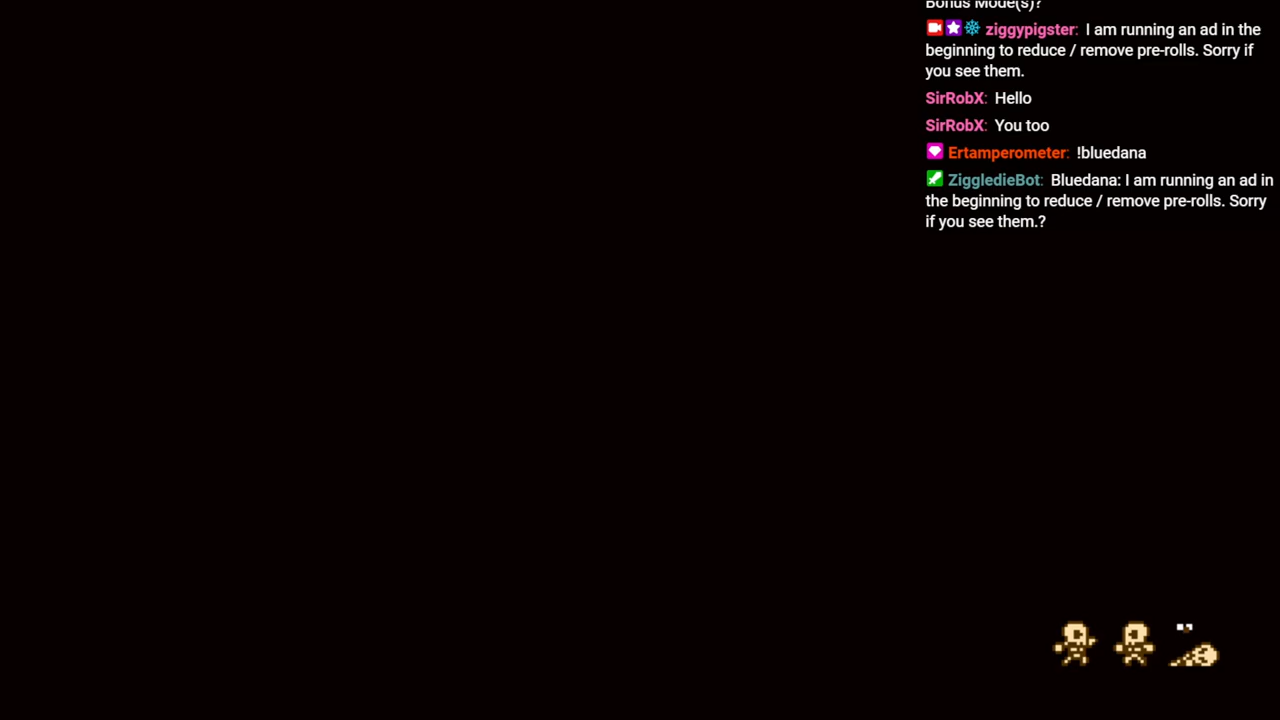 Bonus Mode(s)?
ziggypigster: I am running an ad in the
beginning to reduce / remove pre-rolls. Sorry if
you see them.
SirRobX: Hello
SirRobX: You too
Ertamperometer: !bluedana
ZiggledieBot: Bluedana: I am running an ad in
the beginning to reduce / remove pre-rolls. Sorry
if you see them.?